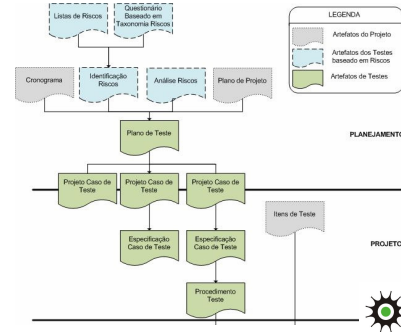 Listas de Riscos
Questionário
Baseado em
Taxonomia Riscos
LEGENDA
Artefatos do Projeto
Artefatos dos Testes
baseado em Riscos
Artefatos de Testes
Cronograma
Identificação
Riscos
Análise Riscos
Plano de Projeto
Plano de Teste
PLANEJAMENTO
Projeto Caso de
Teste
Projeto Caso de
Teste
Projeto Caso de
Teste
Itens de Teste
Especificação
Caso de Teste
Especificação
Caso de Teste
PROJETO
Procedimento
Teste